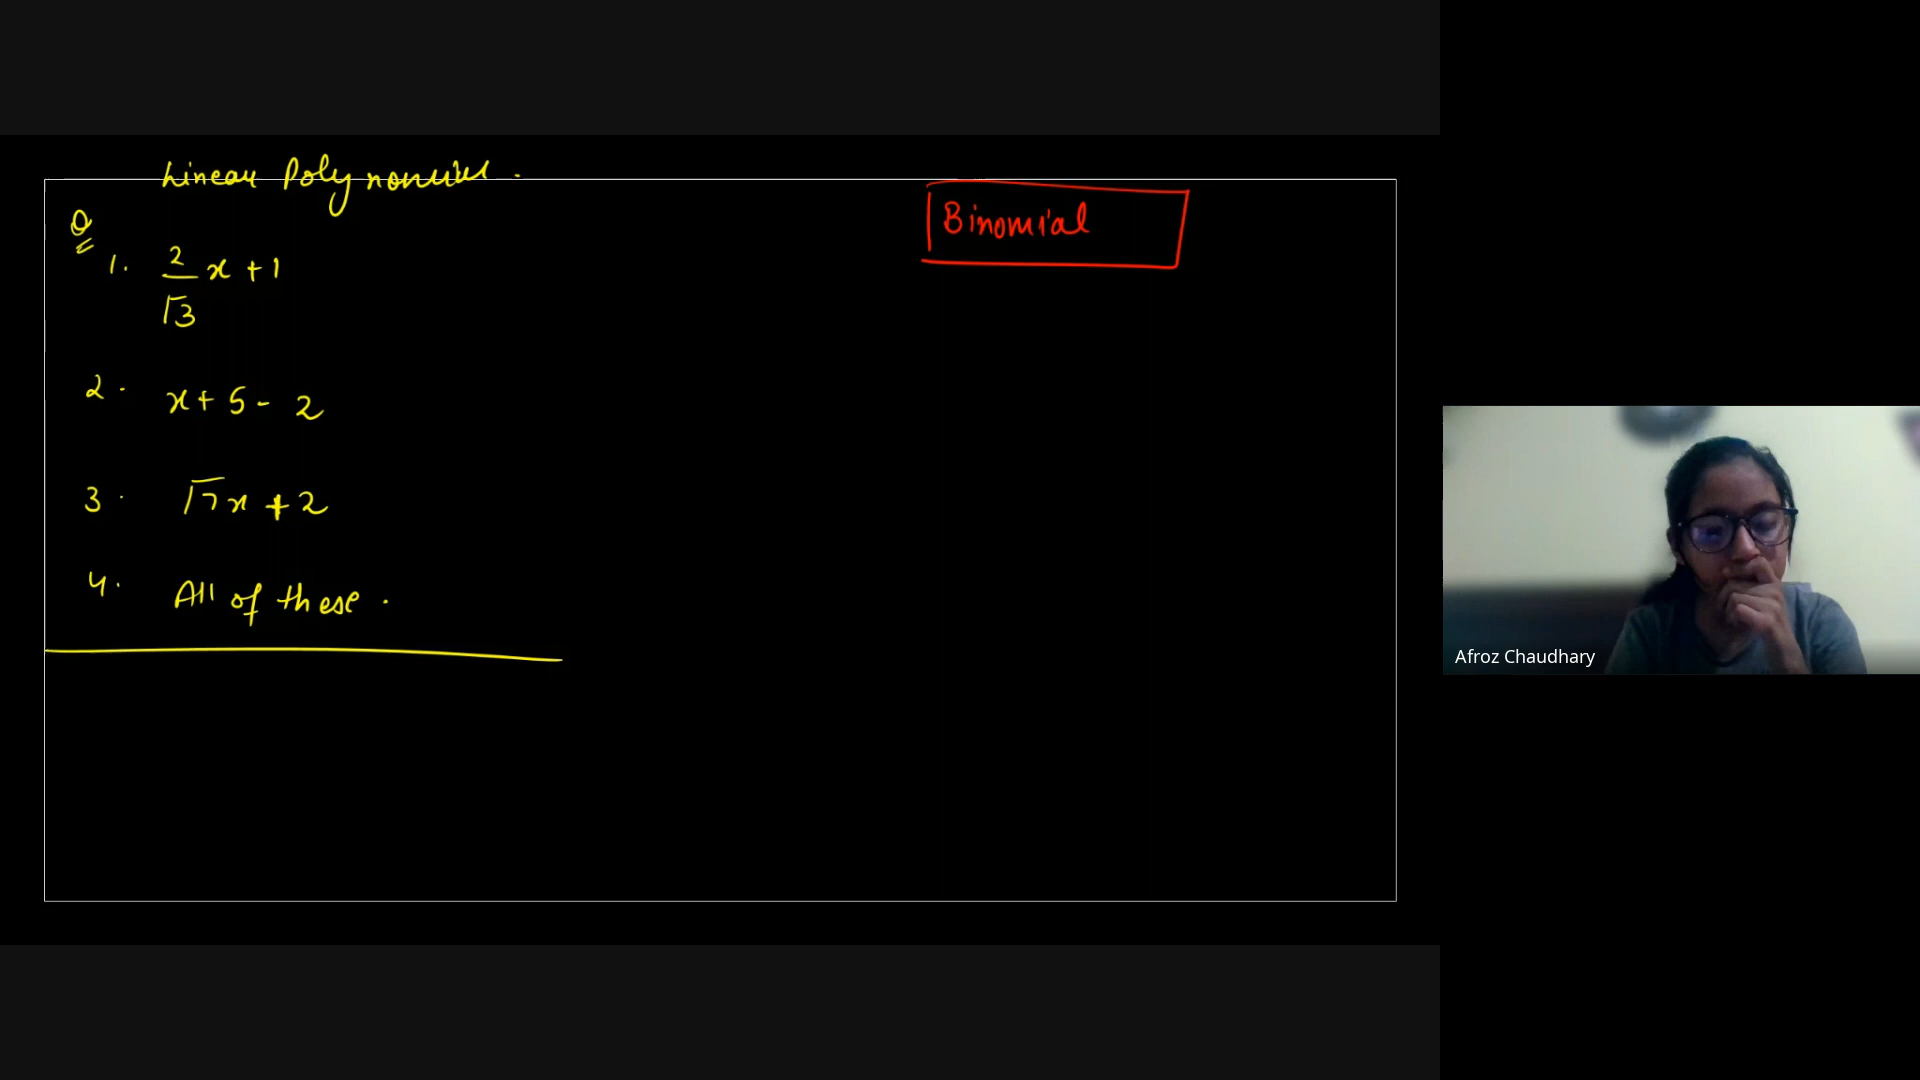 Linear Polynomial.
Binomial
Q
1. 2/√3 x + 1
2. x + 5 - 2
3. √7x + 2
4. All of these.
Afroz Chaudhary